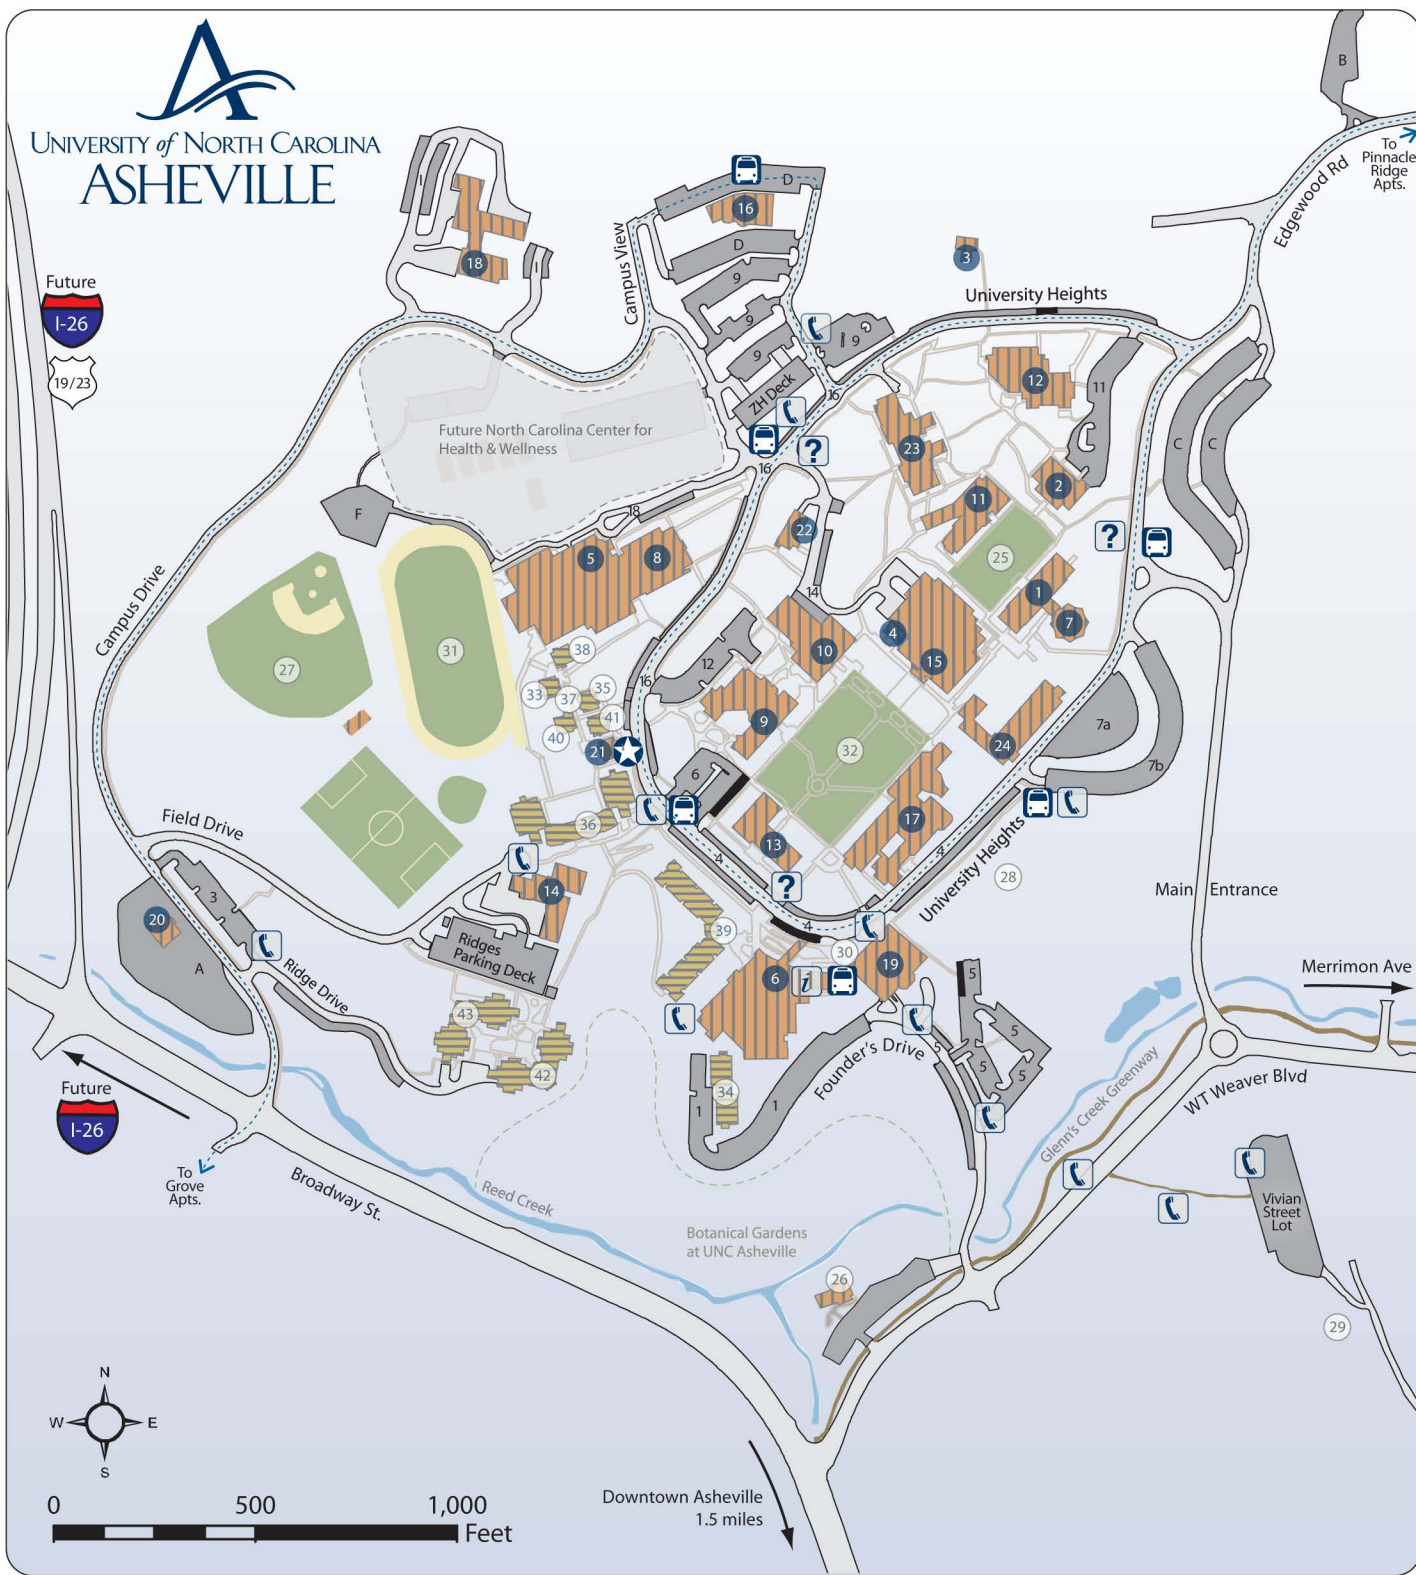 UNIVERSITY of NORTH CAROLINA
ASHEVILLE
B
To
Pinnacle
Ridge
Apts.
Edgewood Rd
I
18
I
Campus View
D
16
D
9
9
9
I 9
ZH Deck
3
University Heights
Future
I-26
19/23
12
11
16
C
C
Future North Carolina Center for
Health & Wellness
?
16
23
11
2
F
18
5
8
22
14
25
?
1
7
Campus Drive
27
31
38
33
37
35
41
40
21
16
12
10
4
15
9
32
24
7a
7b
6
36
Field Drive
4
13
17
4
University Heights
28
?
4
Main Entrance
3
20
A
14
Ridges
Parking Deck
39
30
6
i
19
Ridge Drive
43
42
34
1
1
Founder's Drive
5
5
5
5
5
Merrimon Ave
WT Weaver Blvd
Glenn's Creek Greenway
Future
I-26
To
Grove
Apts.
Broadway St.
Reed Creek
Botanical Gardens
at UNC Asheville
26
Vivian
Street
Lot
29
N
W E
S
0 500 1,000
Feet
Downtown Asheville
1.5 miles